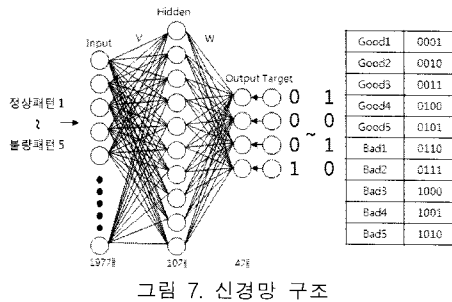 Hidden
Input
V
W
Output Target
정상패턴 1
~
불량패턴 5
0 1
0 0
~
0 1
1 0
197개
10개
4개
Good1 0001
Good2 0010
Good3 0011
Good4 0100
Good5 0101
Bad1 0110
Bad2 0111
Bad3 1000
Bad4 1001
Bad5 1010
그림 7. 신경망 구조